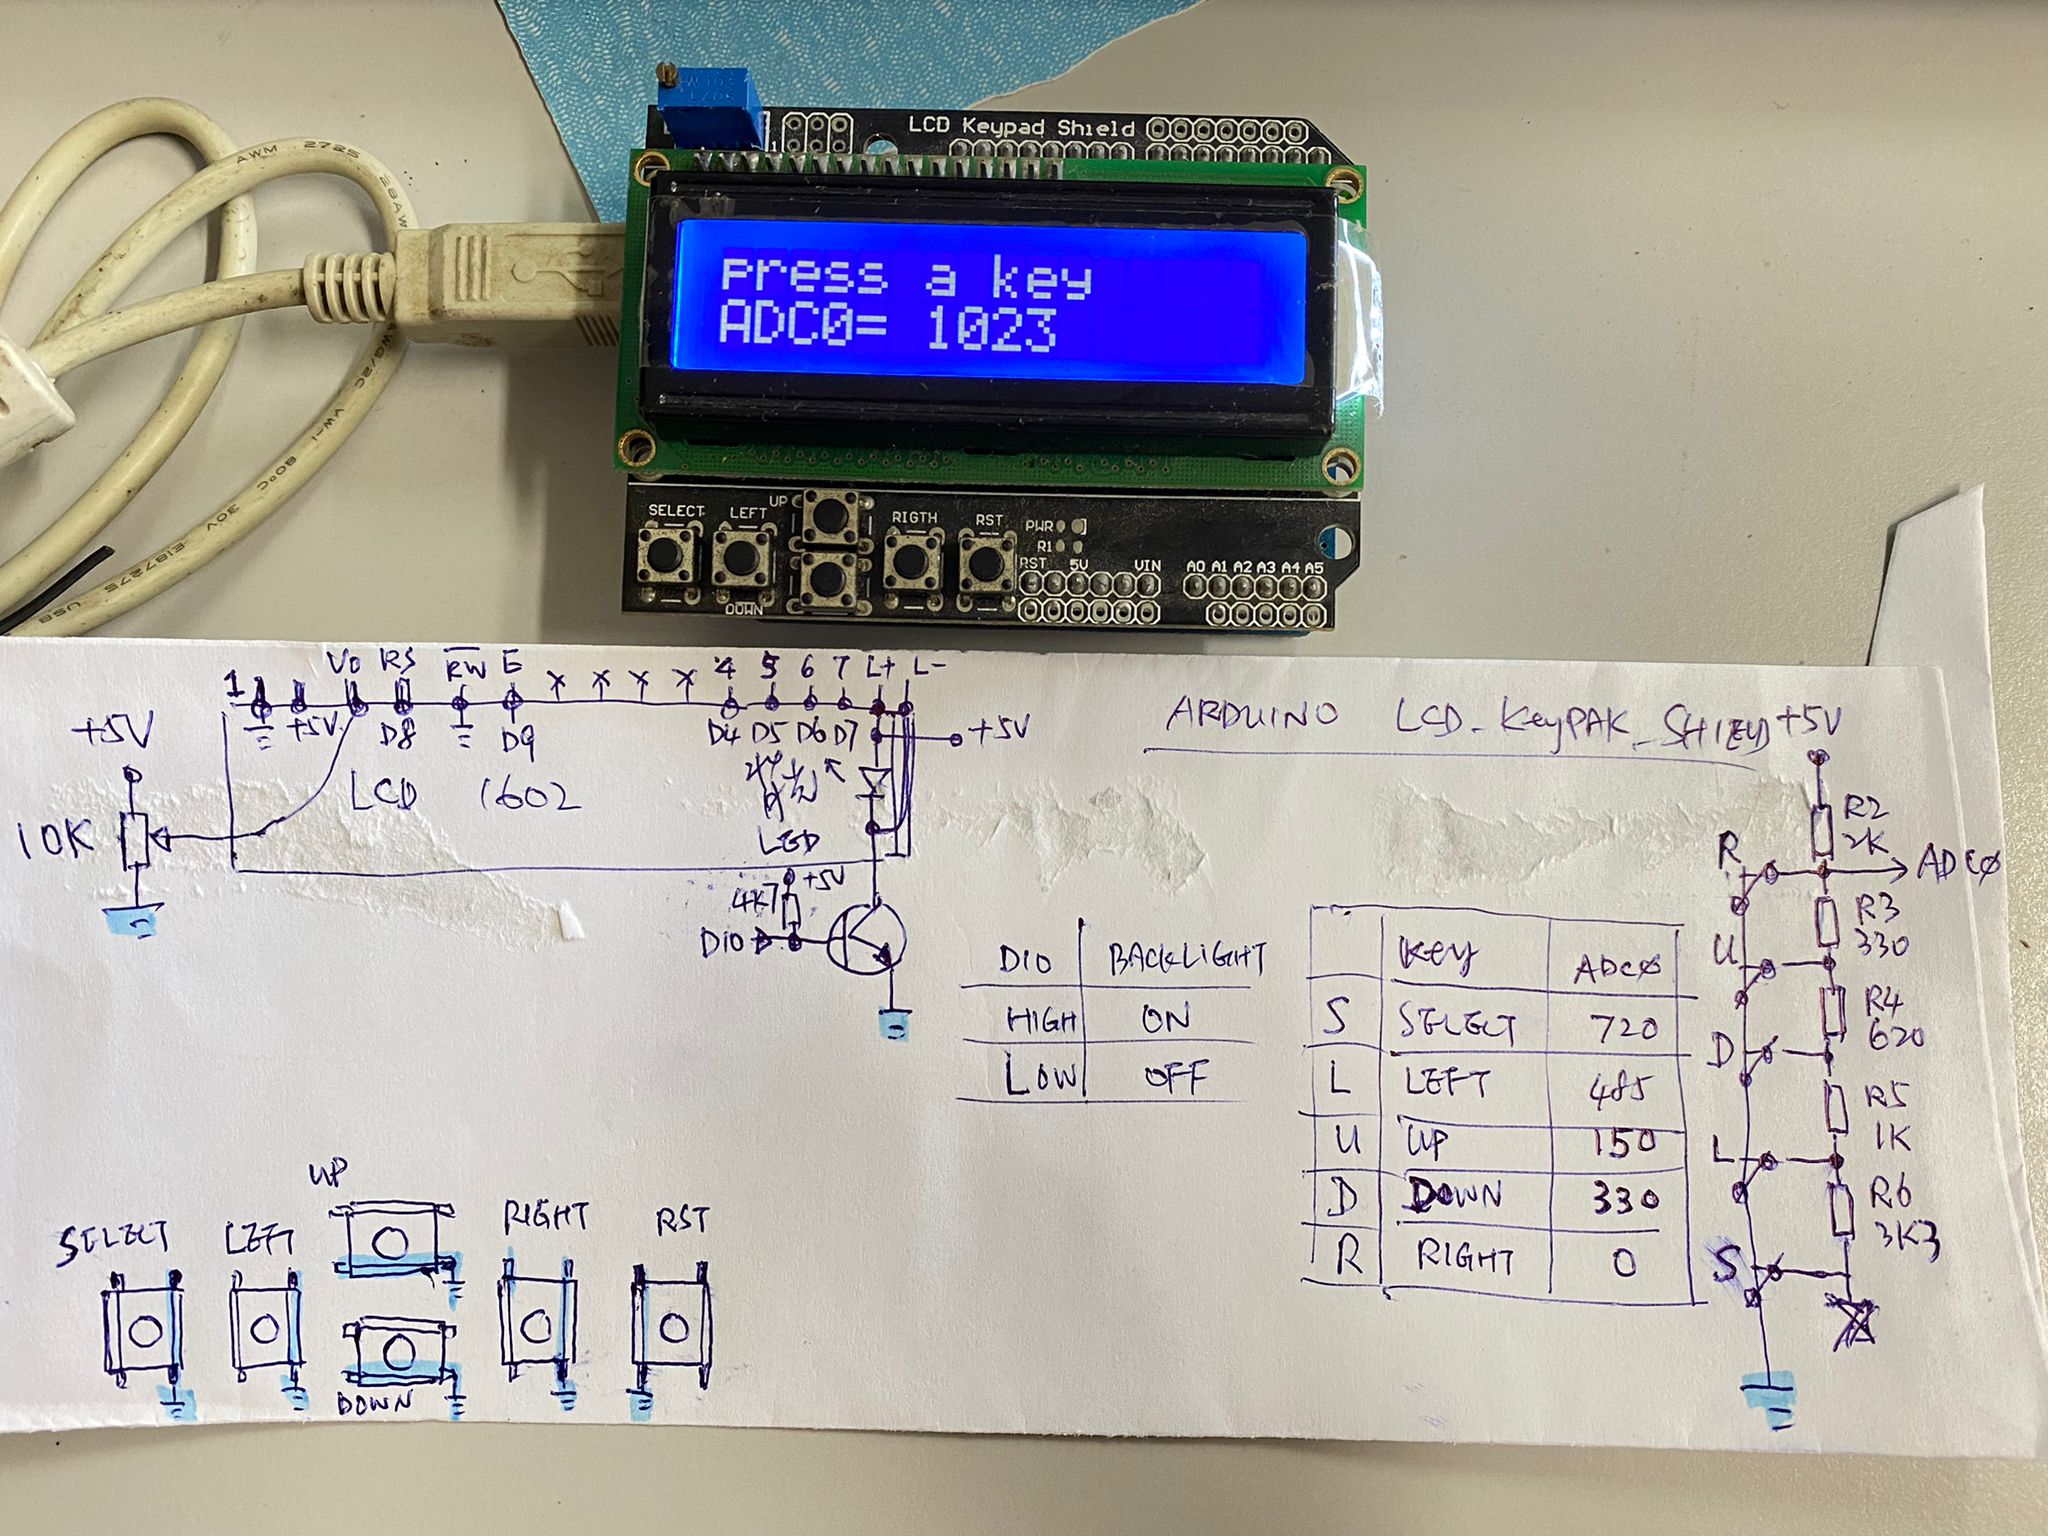 LCD Keypad Shield
press a key
ADC0= 1023
SELECT
LEFT
UP
DOWN
RIGTH
RST
PWR
R1
RST 5V VIN
A0 A1 A2 A3 A4 A5
AWM 2725
VW-1 80°C 30V
E187275
USB
1 V0 RS RW E X X X X 4 5 6 7 L+ L-
+5V D8 D9 D4 D5 D6 D7
+5V
+5V
LCD 1602
10K
LED
4K7
+5V
D10
ARDUINO LCD-KeyPAK-SHIELD
D10 BACKLIGHT
HIGH ON
LOW OFF
Key ADC0
S SELECT 720
L LEFT 485
U UP 150
D DOWN 330
R RIGHT 0
+5V
R2
2K
R
ADC0
R3
330
U
R4
620
D
R5
1K
L
R6
3K3
S
SELECT
LEFT
UP
DOWN
RIGHT
RST